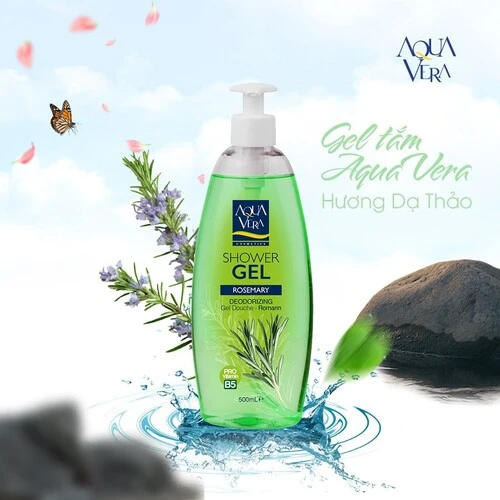 AQUA
VERA
Gel tắm
Aqua Vera
Hương Dạ Thảo
AQUA
VERA
COSMETICS
SHOWER
GEL
ROSEMARY
DEODORIZING
Gel Douche - Romarin
PRO
Vitamin
B5
500mL e